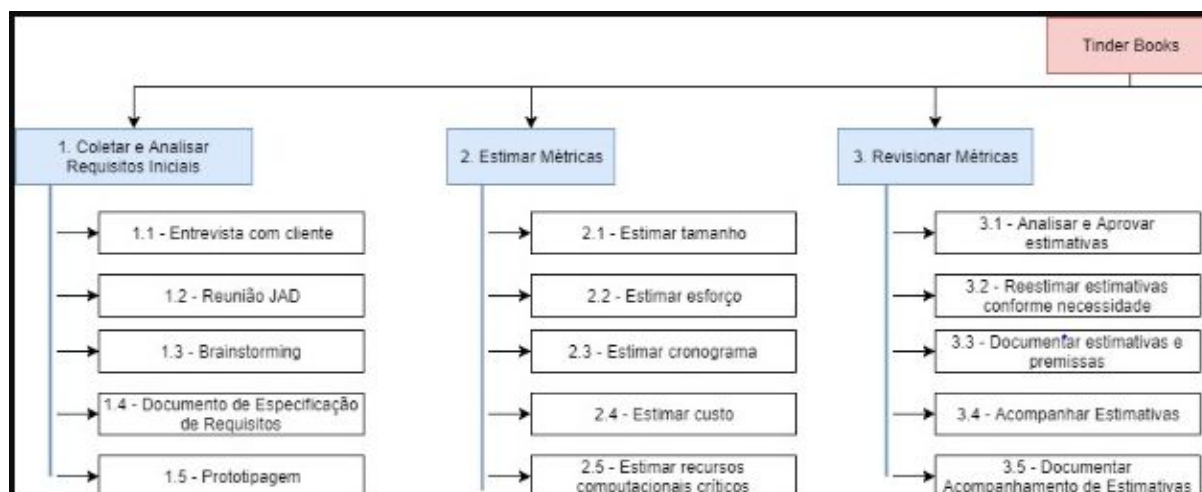 Tinder Books
1. Coletar e Analisar
Requisitos Iniciais
2. Estimar Métricas
3. Revisionar Métricas
1.1 - Entrevista com cliente
1.2 - Reunião JAD
1.3 - Brainstorming
1.4 - Documento de Especificação
de Requisitos
1.5 - Prototipagem
2.1 - Estimar tamanho
2.2 - Estimar esforço
2.3 - Estimar cronograma
2.4 - Estimar custo
2.5 - Estimar recursos
computacionais críticos
3.1 - Analisar e Aprovar
estimativas
3.2 - Reestimar estimativas
conforme necessidade
3.3 - Documentar estimativas e
premissas
3.4 - Acompanhar Estimativas
3.5 - Documentar
Acompanhamento de Estimativas